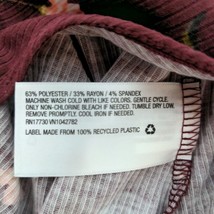 63% POLYESTER / 33% RAYON / 4% SPANDEX
MACHINE WASH COLD WITH LIKE COLORS, GENTLE CYCLE.
ONLY NON-CHLORINE BLEACH IF NEEDED. TUMBLE DRY LOW.
REMOVE PROMPTLY. COOL IRON IF NEEDED.
RN17730 VN1042782
LABEL MADE FROM 100% RECYCLED PLASTIC